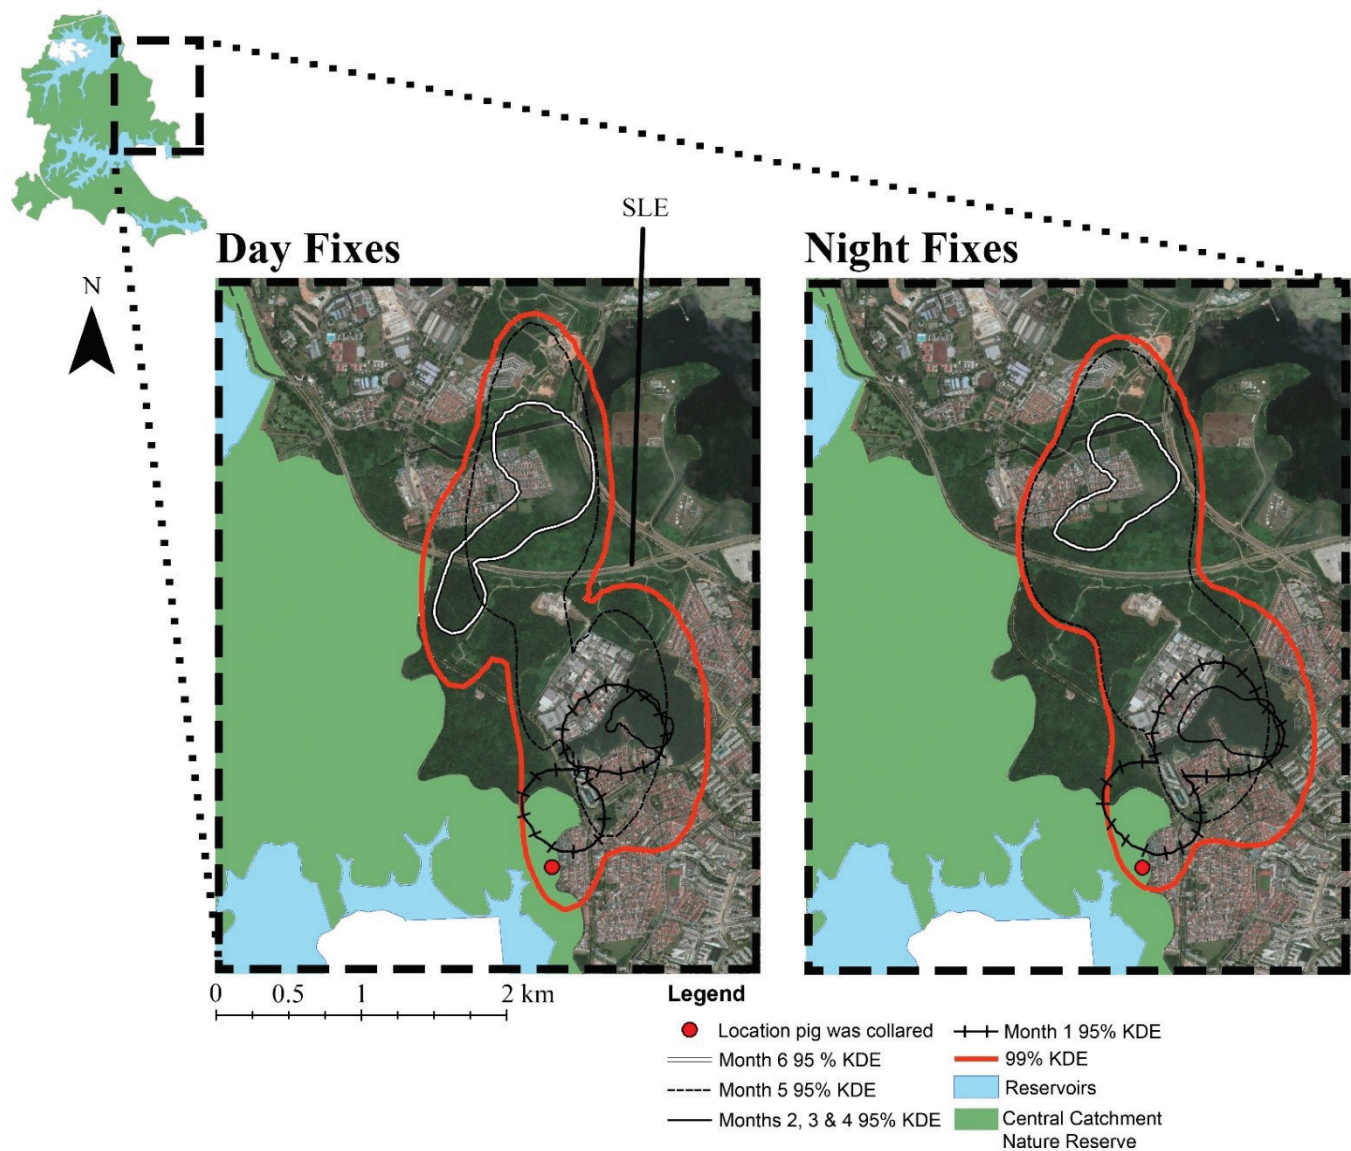 SLE
Day Fixes
Night Fixes
N
0 0.5 1 2 km
Legend
Location pig was collared
Month 6 95 % KDE
Month 5 95% KDE
Months 2, 3 & 4 95% KDE
Month 1 95% KDE
99% KDE
Reservoirs
Central Catchment
Nature Reserve